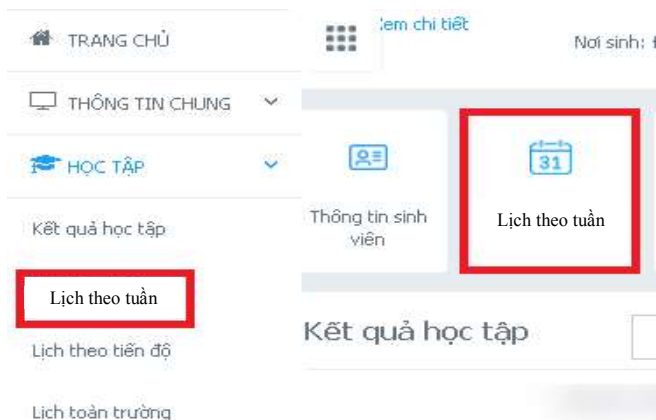 TRANG CHỦ
THÔNG TIN CHUNG
HỌC TẬP
Kết quả học tập
Lịch theo tuần
Lịch theo tiến độ
Lịch toàn trường
Xem chi tiết
Nơi sinh:
Thông tin sinh
viên
31
Lịch theo tuần
Kết quả học tập